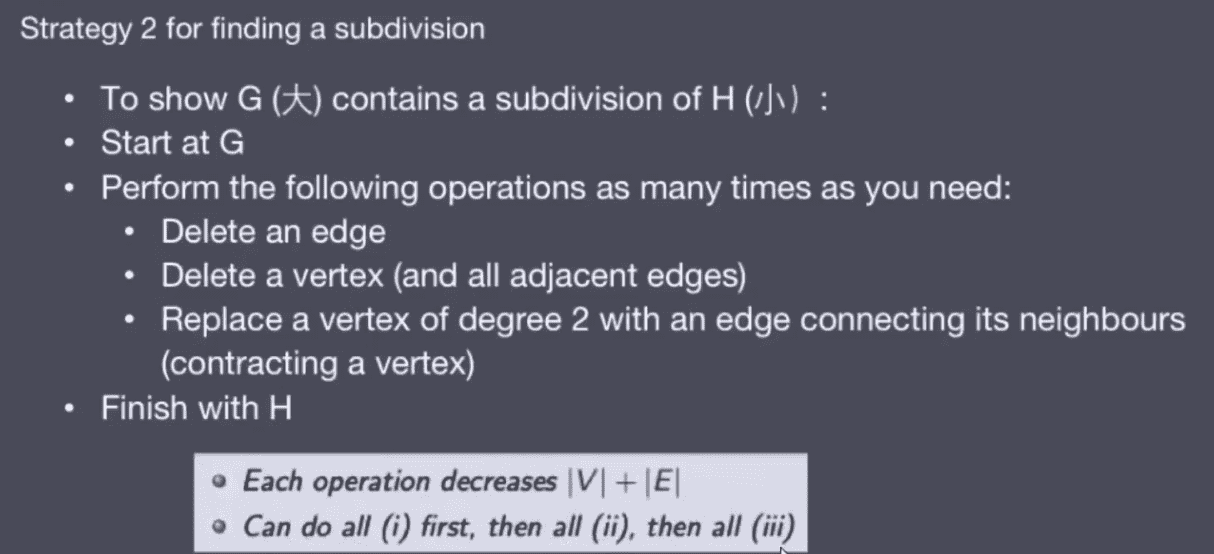 Strategy 2 for finding a subdivision
• To show G (大) contains a subdivision of H (小) :
• Start at G
• Perform the following operations as many times as you need:
• Delete an edge
• Delete a vertex (and all adjacent edges)
• Replace a vertex of degree 2 with an edge connecting its neighbours
(contracting a vertex)
• Finish with H
• Each operation decreases |V| + |E|
• Can do all (i) first, then all (ii), then all (iii)